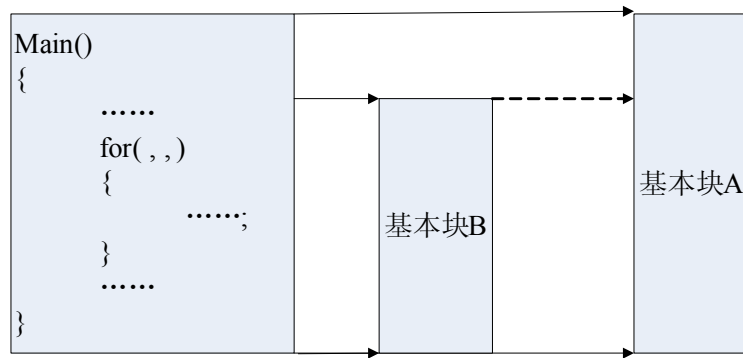 Main()
{
……
for( , , )
{
……;
}
……
}
基本块B
基本块A